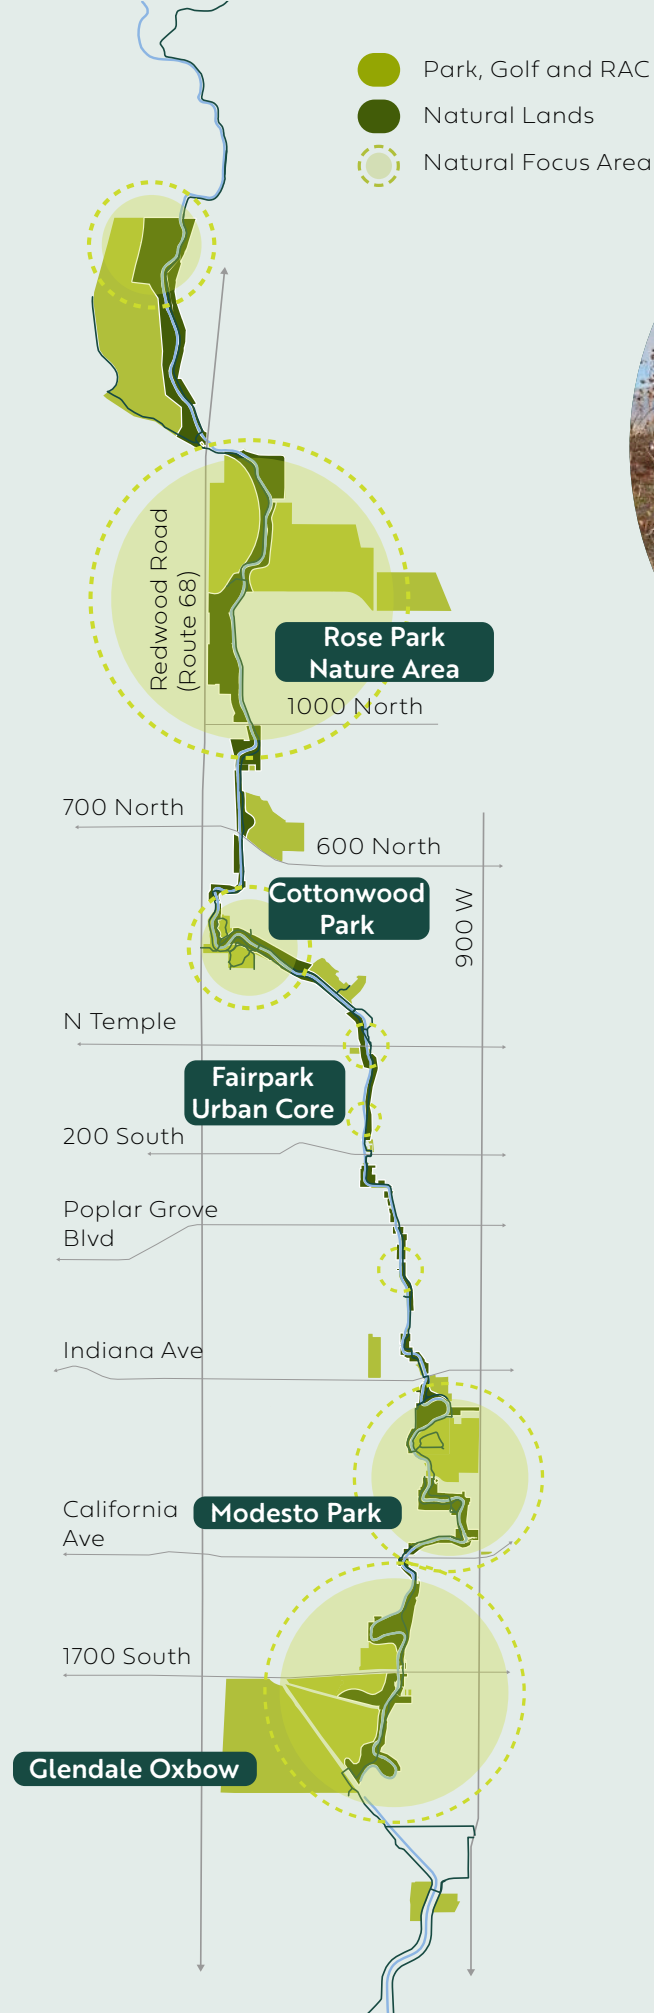 Park, Golf and RAC
Natural Lands
Natural Focus Area
Redwood Road
(Route 68)
Rose Park
Nature Area
1000 North
700 North
600 North
Cottonwood
Park
900 W
N Temple
Fairpark
Urban Core
200 South
Poplar Grove
Blvd
Indiana Ave
Modesto Park
California
Ave
1700 South
Glendale Oxbow